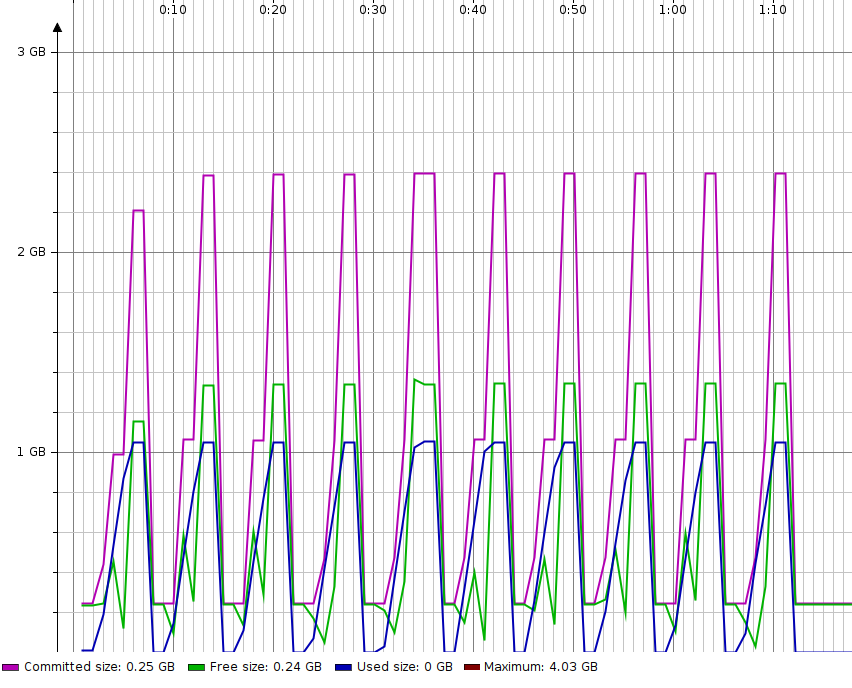 0:10 0:20 0:30 0:40 0:50 1:00 1:10
3 GB
2 GB
1 GB
Committed size: 0.25 GB Free size: 0.24 GB Used size: 0 GB Maximum: 4.03 GB